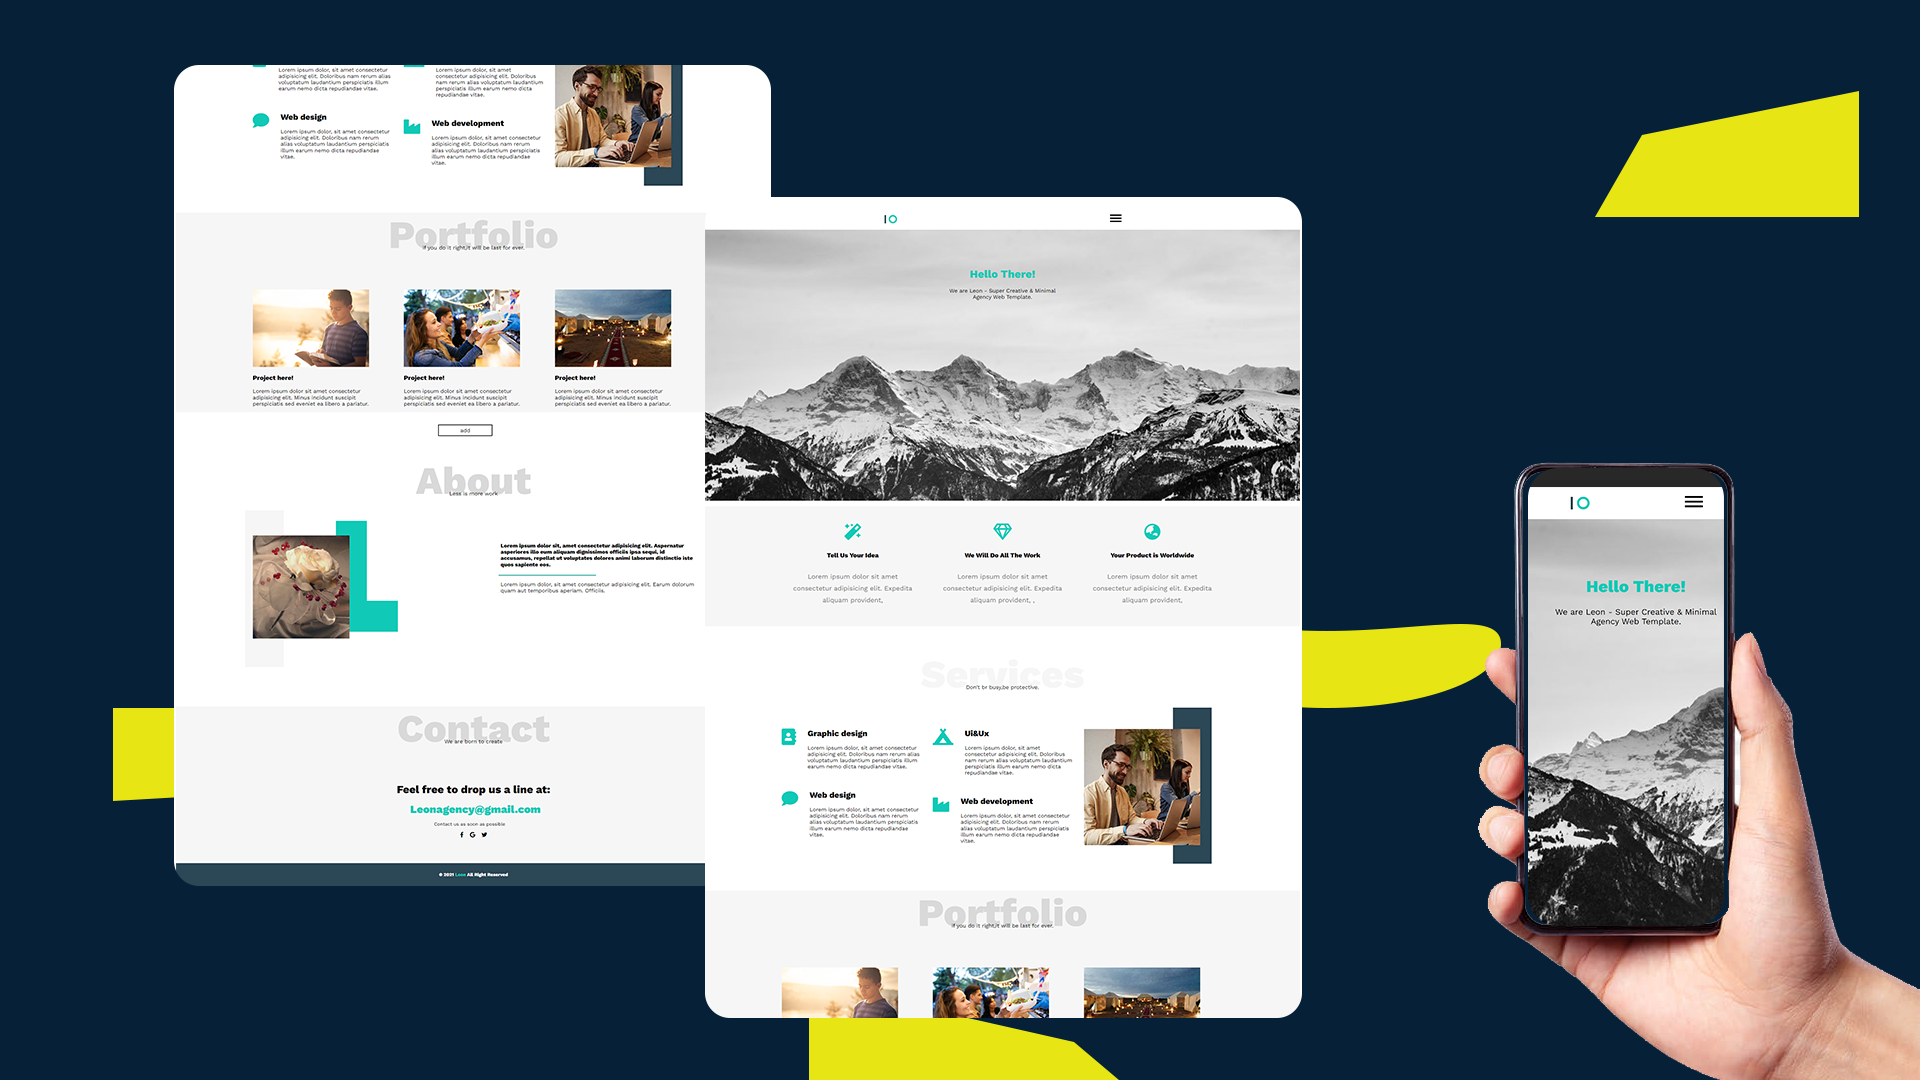 Lorem ipsum dolor, sit amet consectetur
adipisicing elit. Doloribus nam rerum alias
voluptatum laudantium perspiciatis illum
earum nemo dicta repudiandae vitae.
Lorem ipsum dolor, sit amet
consectetur adipisicing elit. Doloribus
nam rerum alias voluptatum laudantium
perspiciatis illum earum nemo dicta
repudiandae vitae.
Web design
Lorem ipsum dolor, sit amet consectetur
adipisicing elit. Doloribus nam rerum
alias voluptatum laudantium perspiciatis
illum earum nemo dicta repudiandae
vitae.
Web development
Lorem ipsum dolor, sit amet consectetur
adipisicing elit. Doloribus nam rerum
alias voluptatum laudantium perspiciatis
illum earum nemo dicta repudiandae
vitae.
Portfolio
If you do it right,it will be last for ever.
Project here!
Lorem ipsum dolor sit amet consectetur
adipisicing elit. Minus incidunt suscipit
perspiciatis sed eveniet ea libero a pariatur.
Project here!
Lorem ipsum dolor sit amet consectetur
adipisicing elit. Minus incidunt suscipit
perspiciatis sed eveniet ea libero a pariatur.
Project here!
Lorem ipsum dolor sit amet consectetur
adipisicing elit. Minus incidunt suscipit
perspiciatis sed eveniet ea libero a pariatur.
add
About
Less is more work
Lorem ipsum dolor sit, amet consectetur adipisicing elit. Aspernatur
asperiores illo eum aliquam dignissimos officiis ipsa sequi, id
accusamus, repellat ut voluptates dolores animi laborum distinctio iste
quos sapiente eos.
Lorem ipsum dolor, sit amet consectetur adipisicing elit. Earum dolorum
quam aut temporibus aperiam. Officiis.
Contact
We are born to create
Feel free to drop us a line at:
Leonagency@gmail.com
Contact us as soon as possible
© 2021 Leon All Right Reserved
IO
Hello There!
We are Leon - Super Creative & Minimal
Agency Web Template.
Tell Us Your Idea
Lorem ipsum dolor sit amet
consectetur adipisicing elit. Expedita
aliquam provident,
We Will Do All The Work
Lorem ipsum dolor sit amet
consectetur adipisicing elit. Expedita
aliquam provident, ,
Your Product is Worldwide
Lorem ipsum dolor sit amet
consectetur adipisicing elit. Expedita
aliquam provident,
Services
Don't br busy,be protective.
Graphic design
Lorem ipsum dolor, sit amet consectetur
adipisicing elit. Doloribus nam rerum alias
voluptatum laudantium perspiciatis illum
earum nemo dicta repudiandae vitae.
Ui&Ux
Lorem ipsum dolor, sit amet
consectetur adipisicing elit. Doloribus
nam rerum alias voluptatum laudantium
perspiciatis illum earum nemo dicta
repudiandae vitae.
Web design
Lorem ipsum dolor, sit amet consectetur
adipisicing elit. Doloribus nam rerum
alias voluptatum laudantium perspiciatis
illum earum nemo dicta repudiandae
vitae.
Web development
Lorem ipsum dolor, sit amet consectetur
adipisicing elit. Doloribus nam rerum
alias voluptatum laudantium perspiciatis
illum earum nemo dicta repudiandae
vitae.
Portfolio
If you do it right,it will be last for ever.
IO
Hello There!
We are Leon - Super Creative & Minimal
Agency Web Template.